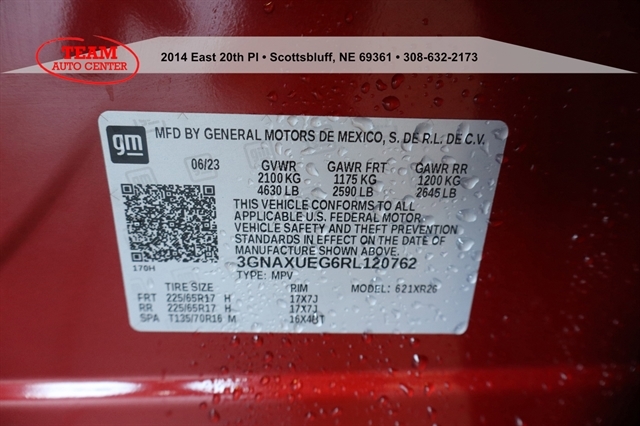 TEAM
AUTO CENTER
2014 East 20th Pl • Scottsbluff, NE 69361 • 308-632-2173
gm
MFD BY GENERAL MOTORS DE MEXICO, S. DE R.L. DE C.V.
06/23 GVWR GAWR FRT GAWR RR
2100 KG 1175 KG 1200 KG
4630 LB 2590 LB 2645 LB
THIS VEHICLE CONFORMS TO ALL
APPLICABLE U.S. FEDERAL MOTOR
VEHICLE SAFETY AND THEFT PREVENTION
STANDARDS IN EFFECT ON THE DATE OF
MANUFACTURE SHOWN ABOVE.
3GNAXUEG6RL120762
170H
TYPE: MPV
TIRE SIZE RIM MODEL: 621XR26
FRT 225/65R17 H 17X7J
RR 225/65R17 H 17X7J
SPA T135/70R16 M 16X4BT